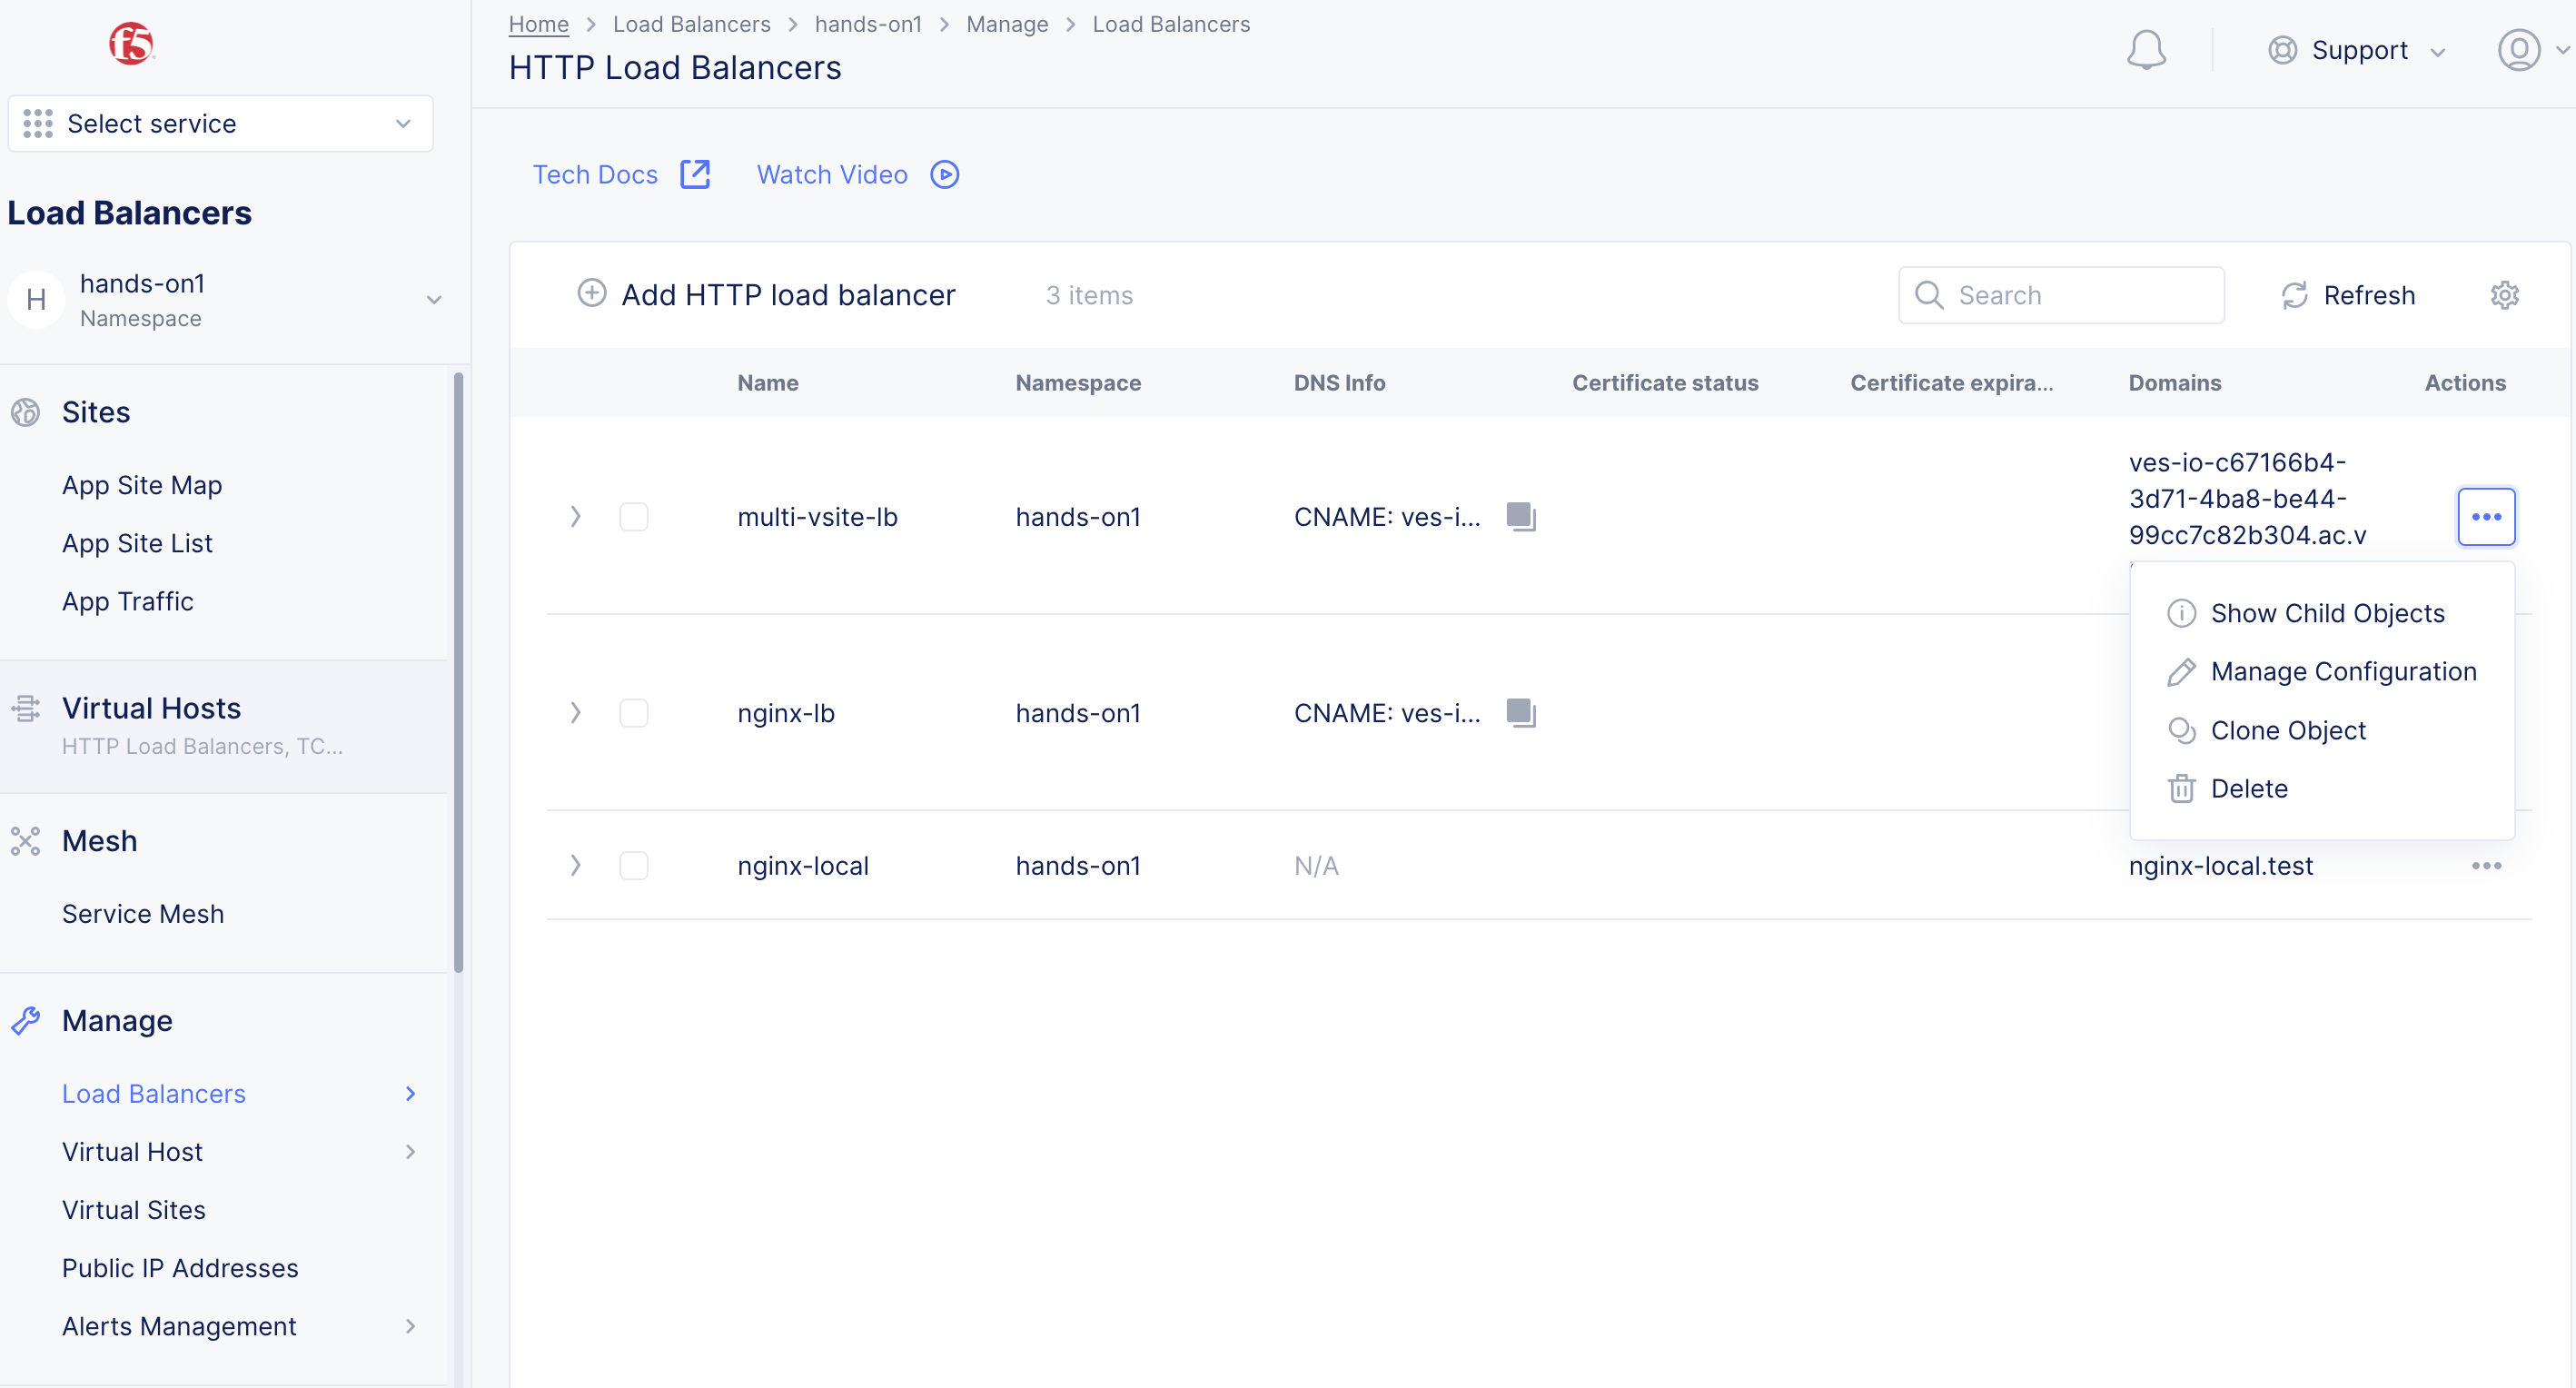 f5
Select service
Load Balancers
H
hands-on1
Namespace
Sites
App Site Map
App Site List
App Traffic
Virtual Hosts
HTTP Load Balancers, TC...
Mesh
Service Mesh
Manage
Load Balancers
Virtual Host
Virtual Sites
Public IP Addresses
Alerts Management
Home > Load Balancers > hands-on1 > Manage > Load Balancers
HTTP Load Balancers
Support
Tech Docs Watch Video
Add HTTP load balancer 3 items Search Refresh
Name Namespace DNS Info Certificate status Certificate expira... Domains Actions
multi-vsite-lb hands-on1 CNAME: ves-i...
ves-io-c67166b4-
3d71-4ba8-be44-
99cc7c82b304.ac.v
Show Child Objects
Manage Configuration
Clone Object
Delete
nginx-lb hands-on1 CNAME: ves-i...
nginx-local hands-on1 N/A nginx-local.test